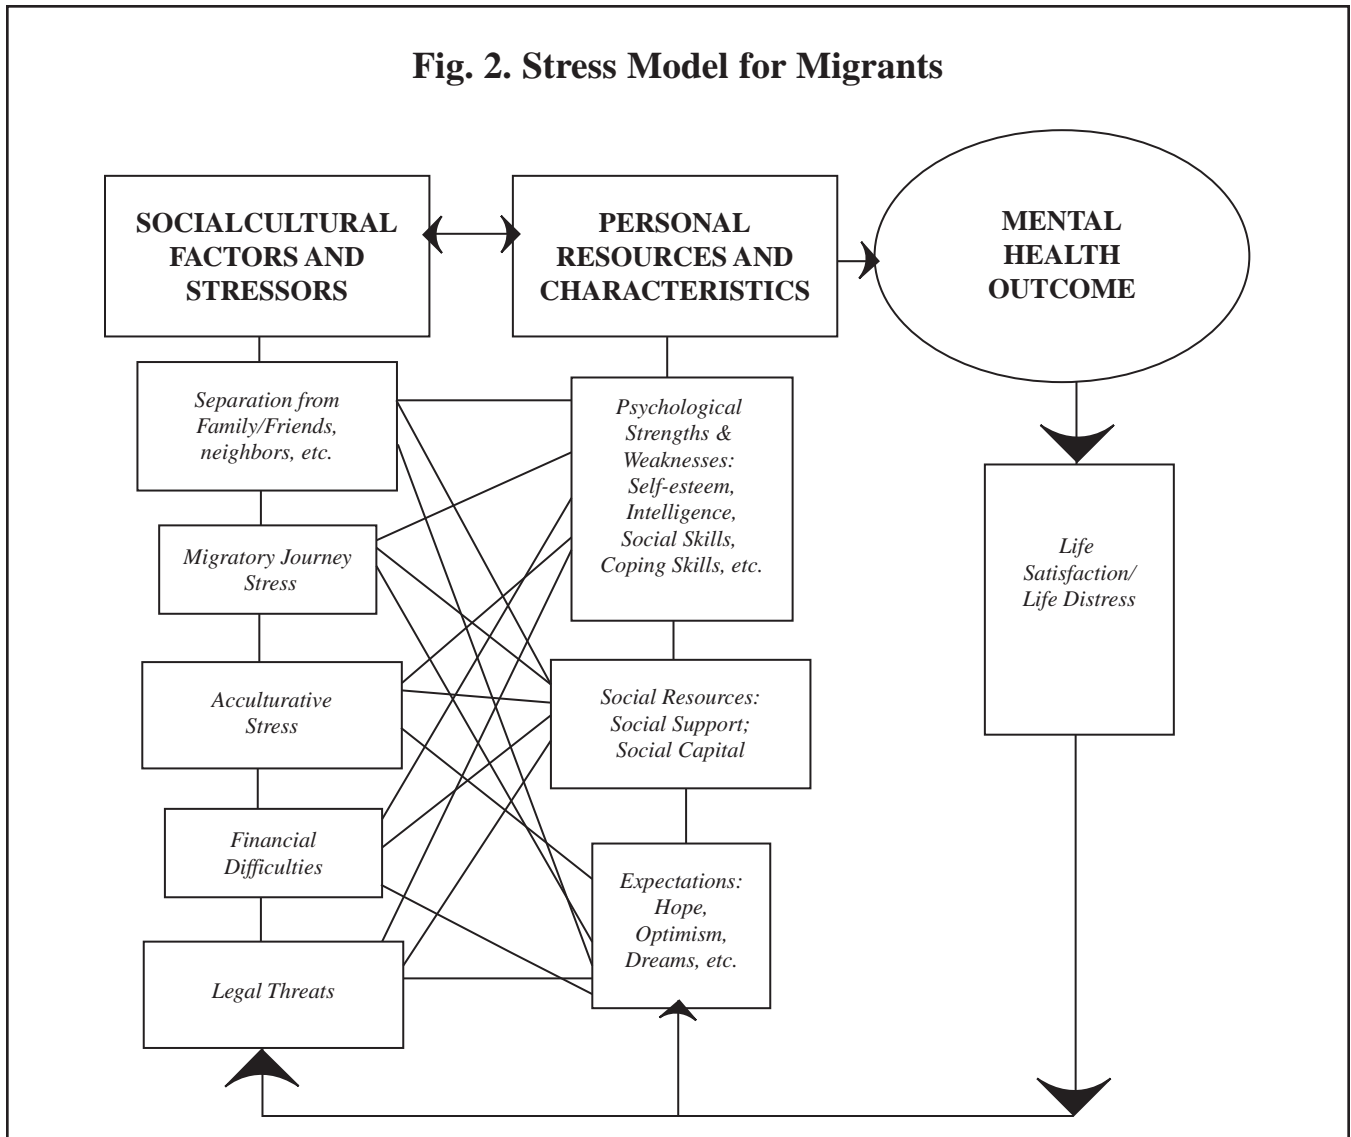 Fig. 2. Stress Model for Migrants
SOCIALCULTURAL
FACTORS AND
STRESSORS
PERSONAL
RESOURCES AND
CHARACTERISTICS
MENTAL
HEALTH
OUTCOME
Separation from
Family/Friends,
neighbors, etc.
Migratory Journey
Stress
Acculturative
Stress
Financial
Difficulties
Legal Threats
Psychological
Strengths &
Weaknesses:
Self-esteem,
Intelligence,
Social Skills,
Coping Skills, etc.
Social Resources:
Social Support;
Social Capital
Expectations:
Hope,
Optimism,
Dreams, etc.
Life
Satisfaction/
Life Distress